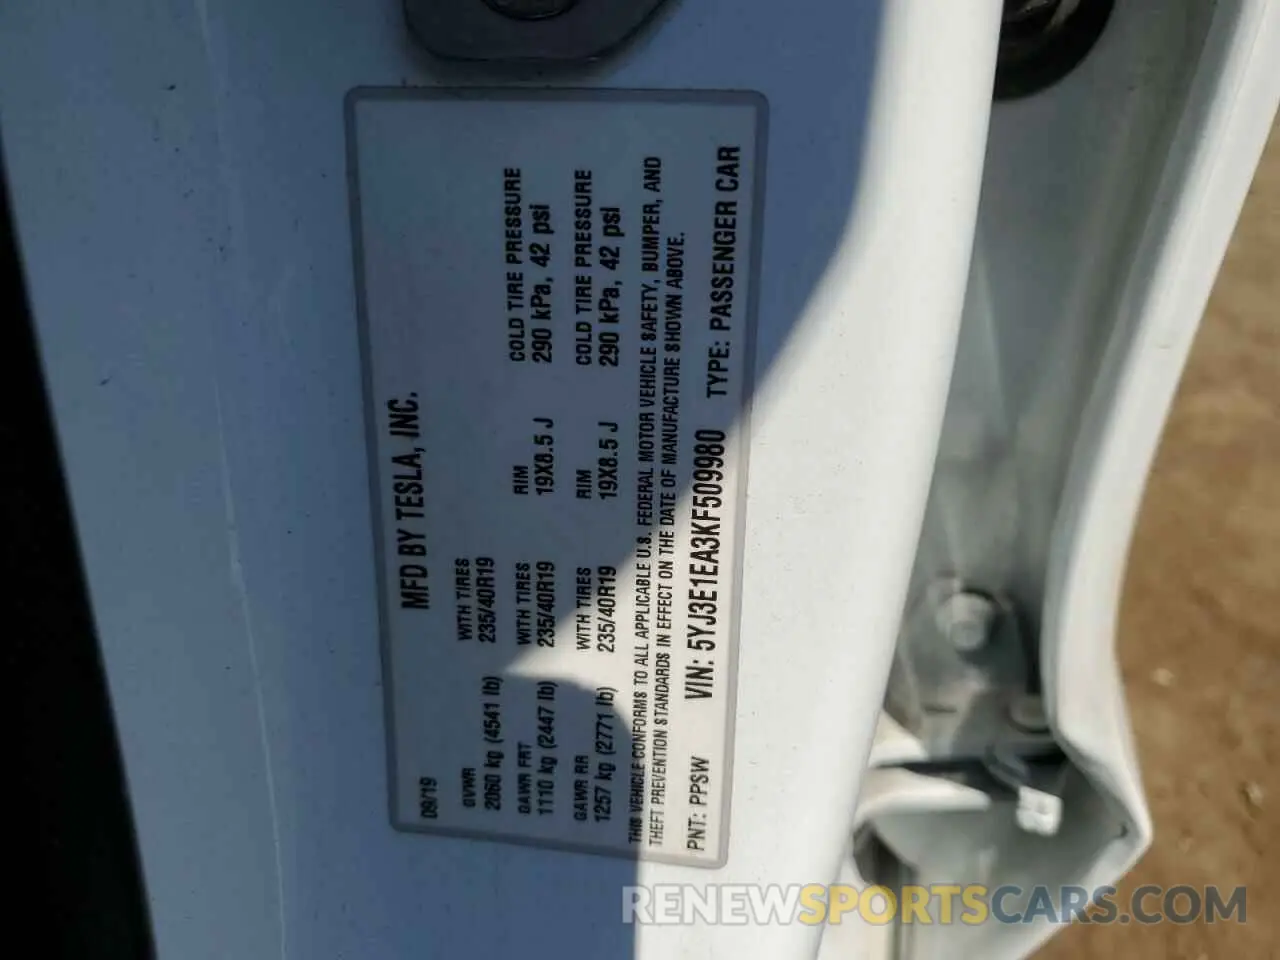 MFD BY TESLA, INC.
09/19
GVWR WITH TIRES
2060 kg (4541 lb) 235/40R19
GAWR FRT WITH TIRES RIM COLD TIRE PRESSURE
1110 kg (2447 lb) 235/40R19 19X8.5 J 290 kPa, 42 psi
GAWR RR WITH TIRES RIM COLD TIRE PRESSURE
1257 kg (2771 lb) 235/40R19 19X8.5 J 290 kPa, 42 psi
THIS VEHICLE CONFORMS TO ALL APPLICABLE U.S. FEDERAL MOTOR VEHICLE SAFETY, BUMPER, AND
THEFT PREVENTION STANDARDS IN EFFECT ON THE DATE OF MANUFACTURE SHOWN ABOVE.
PNT: PPSW VIN: 5YJ3E1EA3KF509980 TYPE: PASSENGER CAR
RENEWSPORTSCARS.COM